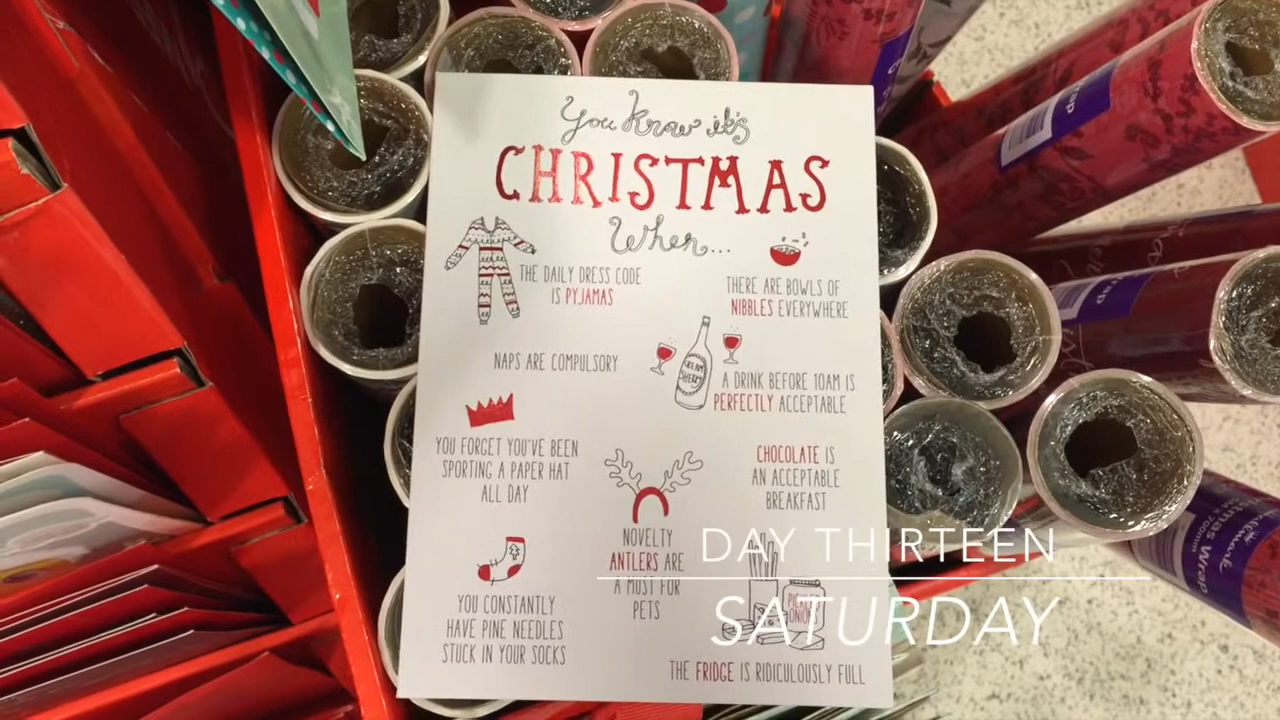 You know it's
CHRISTMAS
When...
THE DAILY DRESS CODE
IS PYJAMAS
THERE ARE BOWLS OF
NIBBLES EVERYWHERE
NAPS ARE COMPULSORY
CREAM
SHERRY
A DRINK BEFORE 10AM IS
PERFECTLY ACCEPTABLE
YOU FORGET YOU'VE BEEN
SPORTING A PAPER HAT
ALL DAY
CHOCOLATE IS
AN ACCEPTABLE
BREAKFAST
NOVELTY
ANTLERS ARE
A MUST FOR
PETS
YOU CONSTANTLY
HAVE PINE NEEDLES
STUCK IN YOUR SOCKS
THE FRIDGE IS RIDICULOUSLY FULL
DAY THIRTEEN
SATURDAY